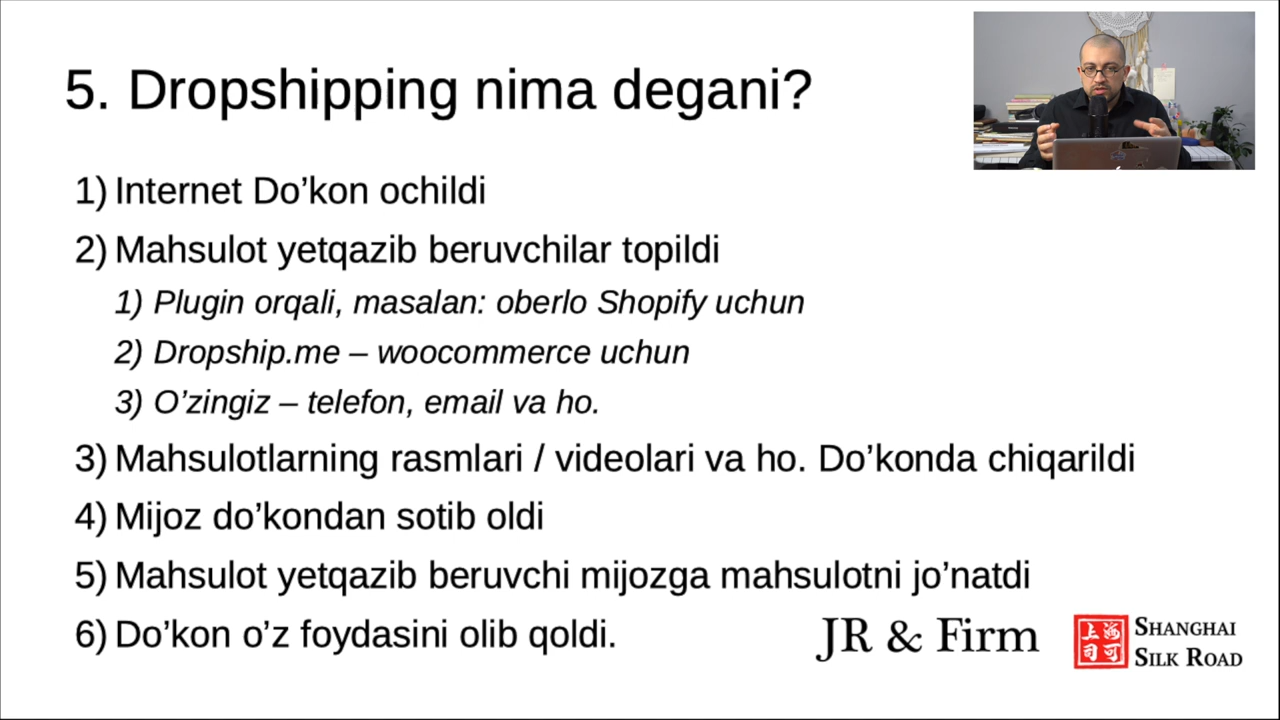 5. Dropshipping nima degani?
1) Internet Do’kon ochildi
2) Mahsulot yetqazib beruvchilar topildi
1) Plugin orqali, masalan: oberlo Shopify uchun
2) Dropship.me – woocommerce uchun
3) O’zingiz – telefon, email va ho.
3) Mahsulotlarning rasmlari / videolari va ho. Do’konda chiqarildi
4) Mijoz do’kondan sotib oldi
5) Mahsulot yetqazib beruvchi mijozga mahsulotni jo’natdi
6) Do’kon o’z foydasini olib qoldi.
JR & Firm
SHANGHAI
SILK ROAD